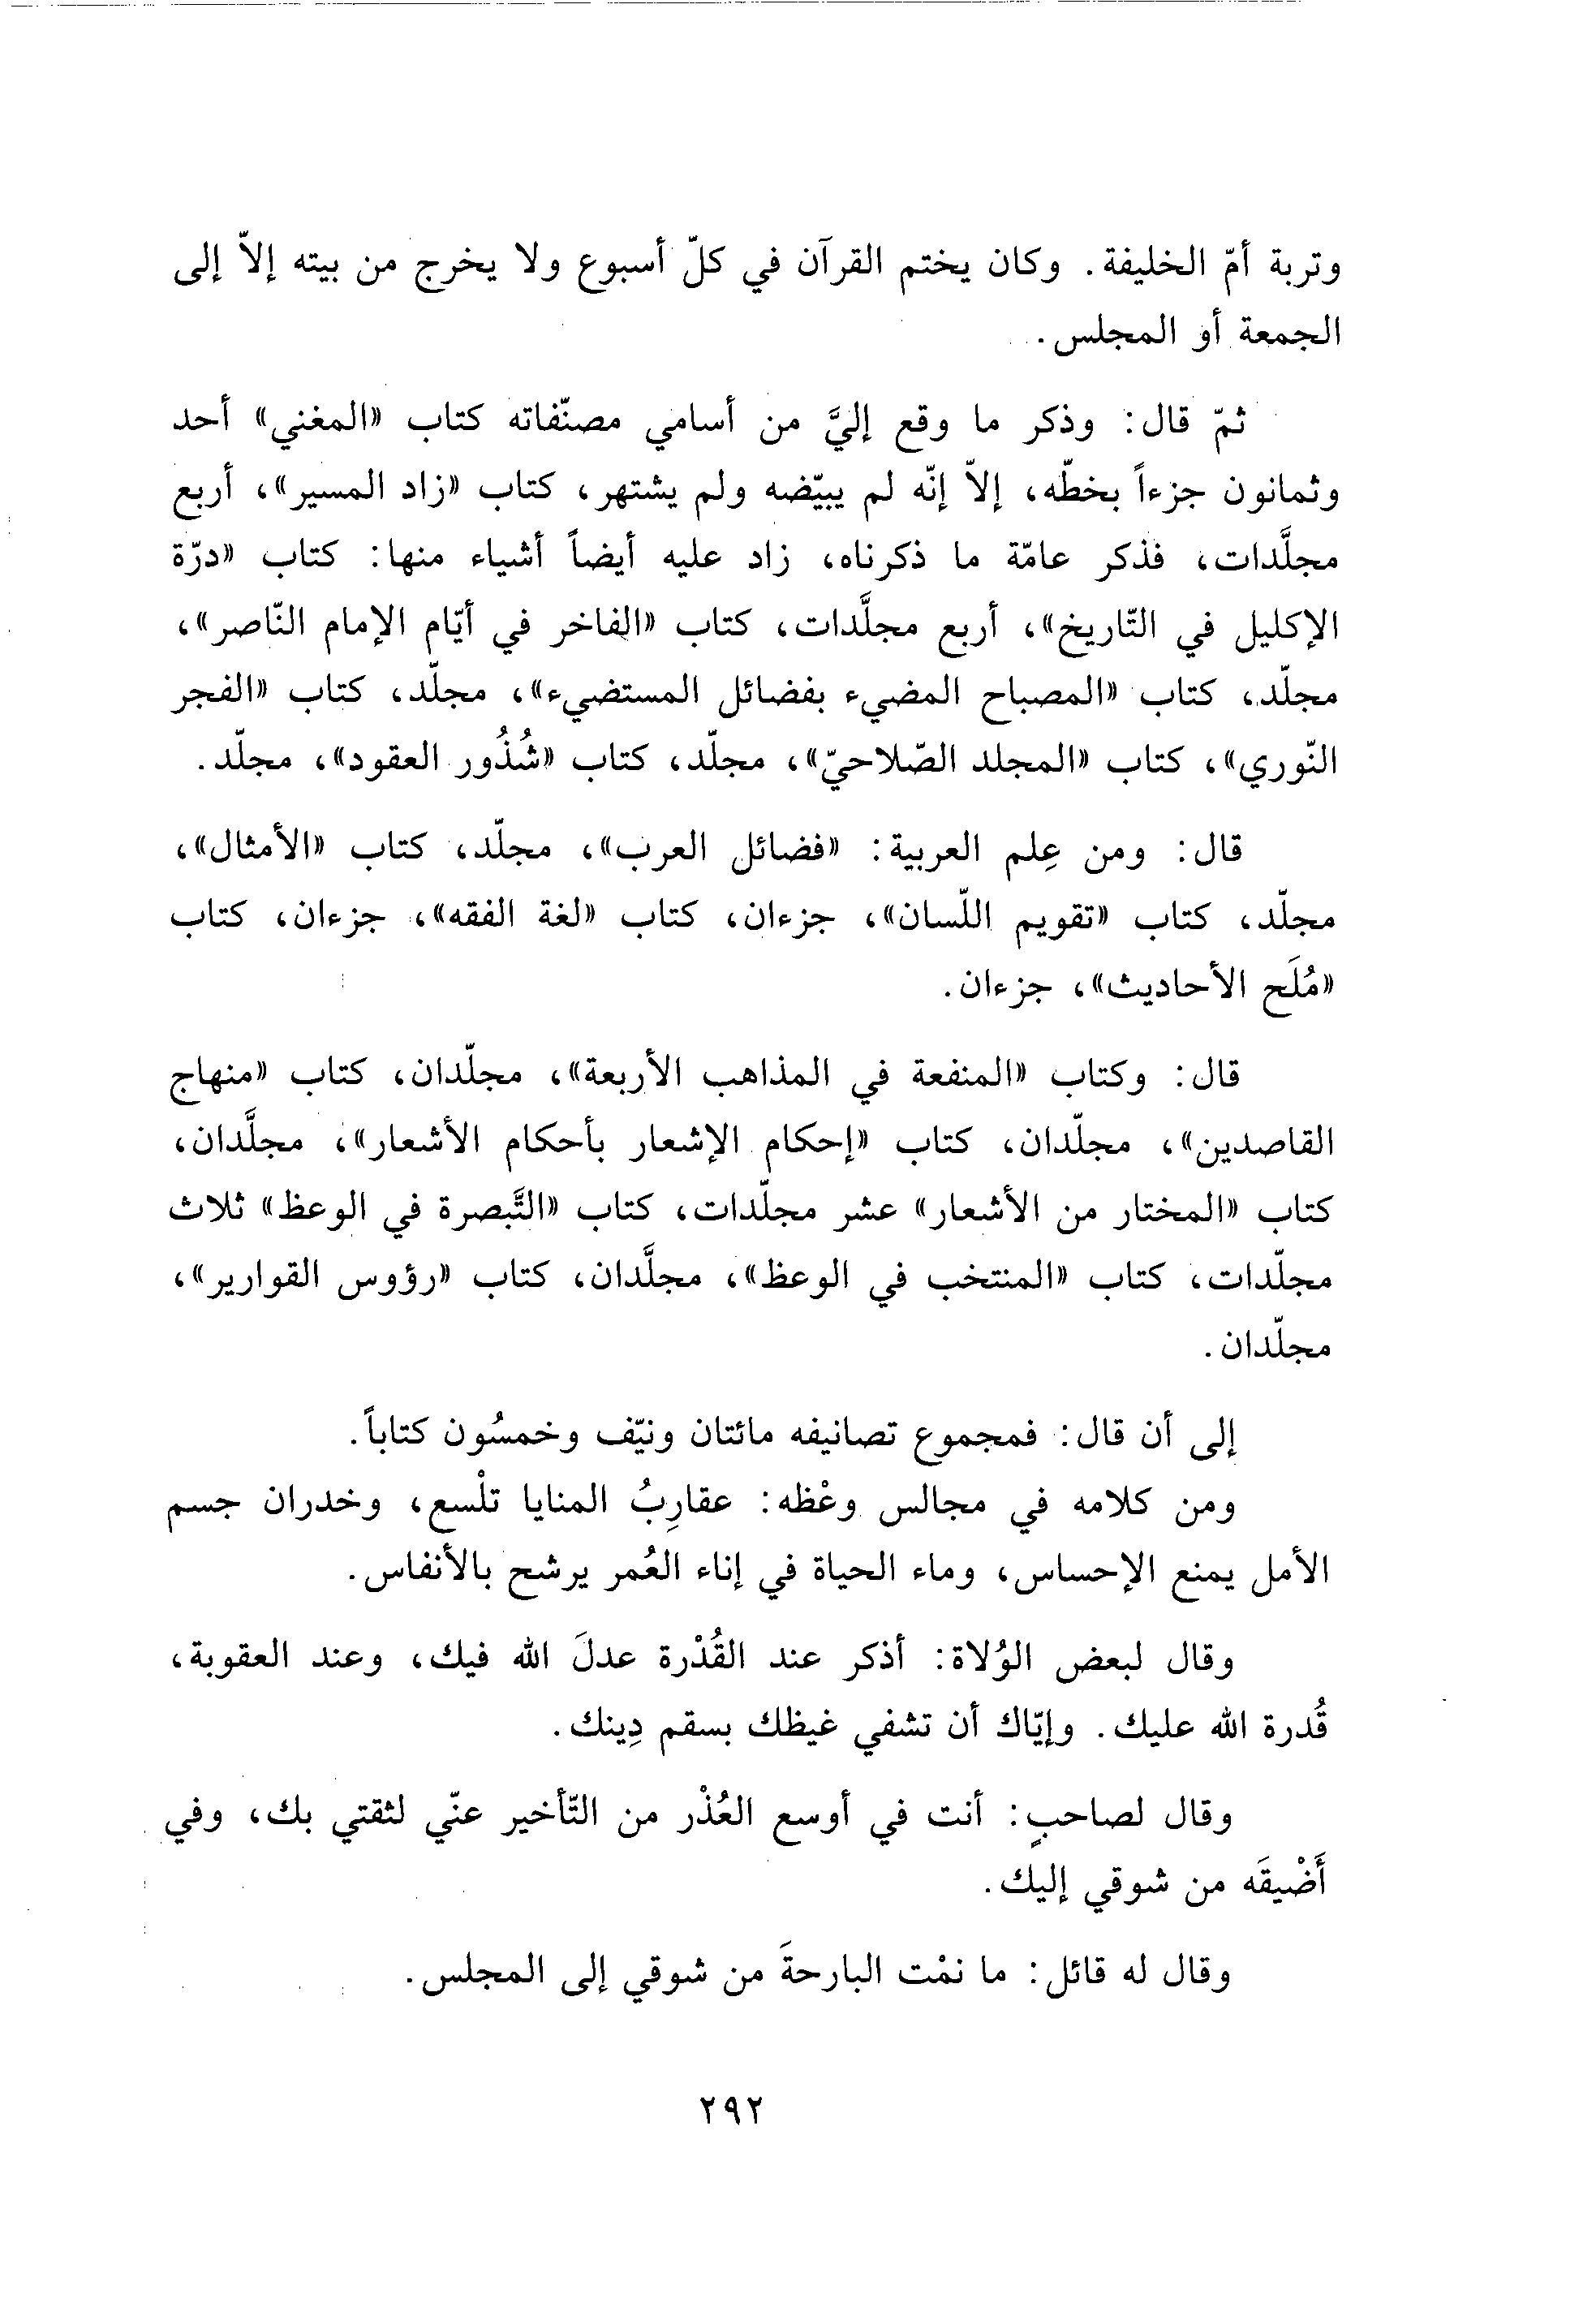 وتربة أمّ الخليفة. وكان يختم القرآن في كلّ أسبوع ولا يخرج من بيته إلاّ إلى
الجمعة أو المجلس.
ثمّ قال: وذكر ما وقع إليَّ من أسامي مصنّفاته كتاب «المغني» أحد
وثمانون جزءاً بخطّه، إلاّ إنّه لم يبيّضه ولم يشتهر، كتاب «زاد المسير»، أربع
مجلَّدات، فذكر عامّة ما ذكرناه، زاد عليه أيضاً أشياء منها: كتاب «درّة
الإكليل في التّاريخ»، أربع مجلَّدات، كتاب «الفاخر في أيّام الإمام النّاصر»،
مجلّد، كتاب «المصباح المضيء بفضائل المستضيء»، مجلّد، كتاب «الفجر
النّوري»، كتاب «المجلد الصّلاحيّ»، مجلّد، كتاب «شُذُور العقود»، مجلّد.
قال: ومن عِلم العربية: «فضائل العرب»، مجلّد، كتاب «الأمثال»،
مجلّد، كتاب «تقويم اللّسان»، جزءان، كتاب «لغة الفقه»، جزءان، كتاب
«مُلَح الأحاديث»، جزءان.
قال: وكتاب «المنفعة في المذاهب الأربعة»، مجلّدان، كتاب «منهاج
القاصدين»، مجلّدان، كتاب «إحكام الإشعار بأحكام الأشعار»، مجلَّدان،
كتاب «المختار من الأشعار» عشر مجلّدات، كتاب «التَّبصرة في الوعظ» ثلاث
مجلّدات، كتاب «المنتخب في الوعظ»، مجلَّدان، كتاب «رؤوس القوارير»،
مجلّدان.
إلى أن قال: فمجموع تصانيفه مائتان ونيّف وخمسُون كتاباً.
ومن كلامه في مجالس وعْظه: عقارِبُ المنايا تلْسع، وخدران جسم
الأمل يمنع الإحساس، وماء الحياة في إناء العُمر يرشح بالأنفاس.
وقال لبعض الوُلاة: أذكر عند القُدْرة عدلَ الله فيك، وعند العقوبة،
قُدرة الله عليك. وإيّاك أن تشفي غيظك بسقم دِينك.
وقال لصاحبٍ: أنت في أوسع العُذْر من التّأخير عنّي لثقتي بك، وفي
أَضْيقَه من شوقي إليك.
وقال له قائل: ما نمْت البارحةَ من شوقي إلى المجلس.
٢٩٢